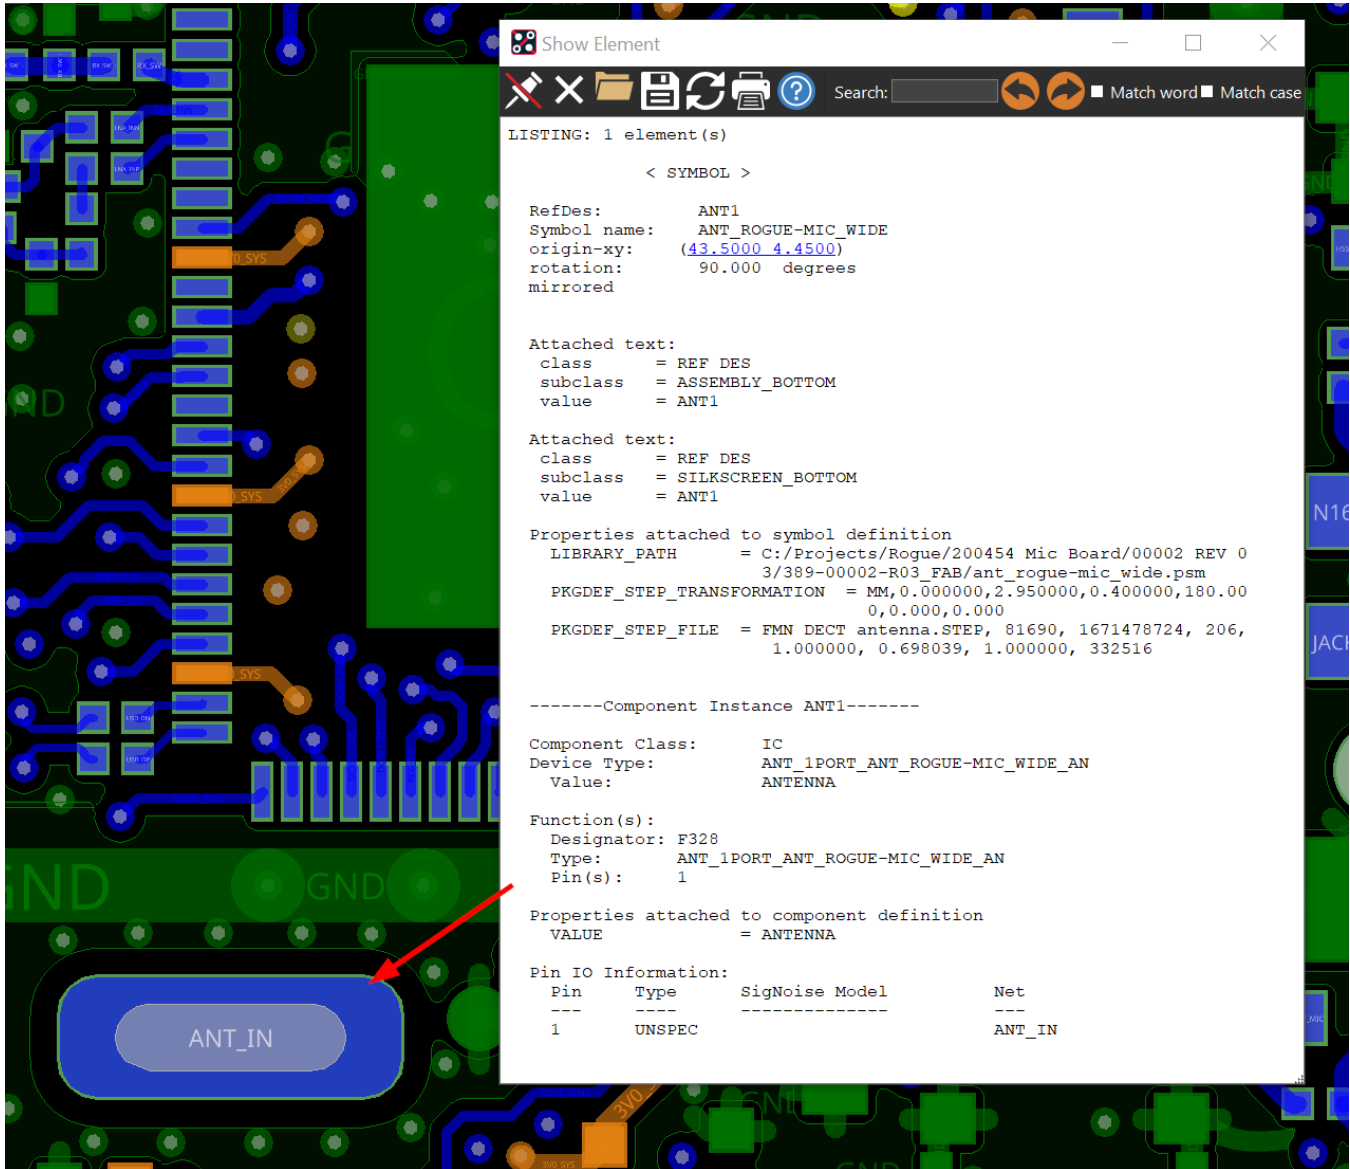 Show Element
Search:
Match word
Match case
LISTING: 1 element(s)
< SYMBOL >
RefDes: ANT1
Symbol name: ANT_ROGUE-MIC_WIDE
origin-xy: (43.5000 4.4500)
rotation: 90.000 degrees
mirrored
Attached text:
class = REF DES
subclass = ASSEMBLY_BOTTOM
value = ANT1
Attached text:
class = REF DES
subclass = SILKSCREEN_BOTTOM
value = ANT1
Properties attached to symbol definition
LIBRARY_PATH = C:/Projects/Rogue/200454 Mic Board/00002 REV 0
3/389-00002-R03_FAB/ant_rogue-mic_wide.psm
PKGDEF_STEP_TRANSFORMATION = MM,0.000000,2.950000,0.400000,180.00
0,0.000,0.000
PKGDEF_STEP_FILE = FMN DECT antenna.STEP, 81690, 1671478724, 206,
1.000000, 0.698039, 1.000000, 332516
-------Component Instance ANT1-------
Component Class: IC
Device Type: ANT_1PORT_ANT_ROGUE-MIC_WIDE_AN
Value: ANTENNA
Function(s):
Designator: F328
Type: ANT_1PORT_ANT_ROGUE-MIC_WIDE_AN
Pin(s): 1
Properties attached to component definition
VALUE = ANTENNA
Pin IO Information:
Pin Type SigNoise Model Net
--- ---- -------------- ---
1 UNSPEC ANT_IN
GND
RX_SW
0_SYS
0_SYS
_SYS
GND
ANT_IN
N16
JACK
3V0_S
3V0_SYS
GND